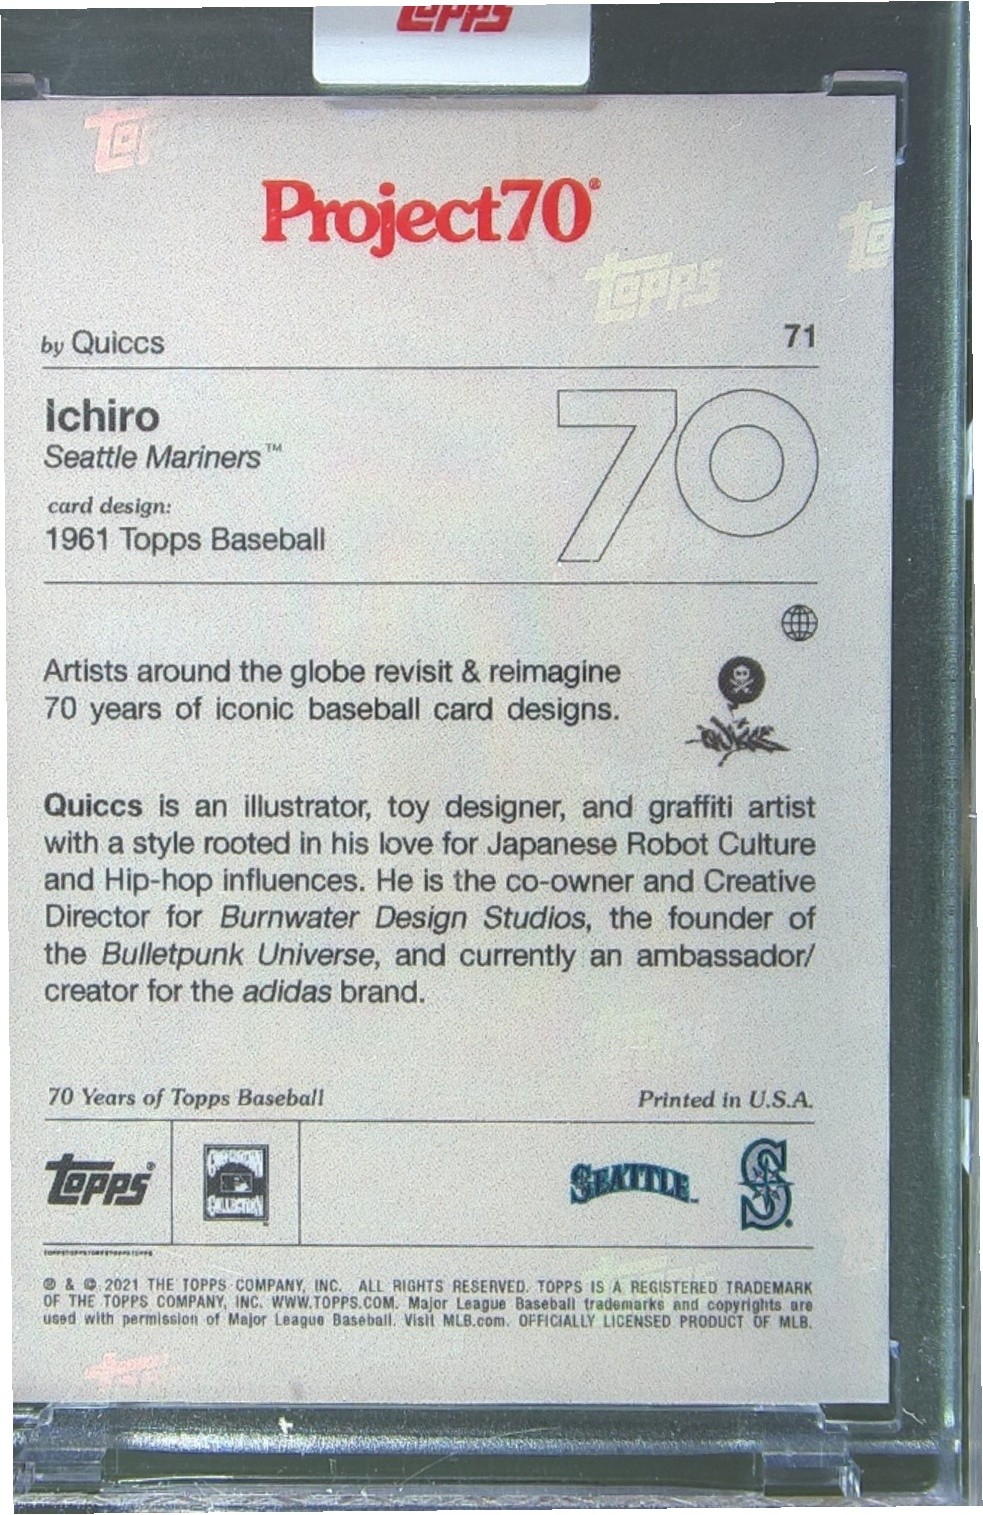 topps
Project70®
topps
by Quiccs
71
Ichiro
Seattle Mariners™
70
card design:
1961 Topps Baseball
Artists around the globe revisit & reimagine
70 years of iconic baseball card designs.
Quiccs is an illustrator, toy designer, and graffiti artist
with a style rooted in his love for Japanese Robot Culture
and Hip-hop influences. He is the co-owner and Creative
Director for Burnwater Design Studios, the founder of
the Bulletpunk Universe, and currently an ambassador/
creator for the adidas brand.
70 Years of Topps Baseball
Printed in U.S.A.
topps®
COOPERSTOWN
COLLECTION
SEATTLE™
S
® & © 2021 THE TOPPS COMPANY, INC. ALL RIGHTS RESERVED. TOPPS IS A REGISTERED TRADEMARK
OF THE TOPPS COMPANY, INC. WWW.TOPPS.COM. Major League Baseball trademarks and copyrights are
used with permission of Major League Baseball. Visit MLB.com. OFFICIALLY LICENSED PRODUCT OF MLB.